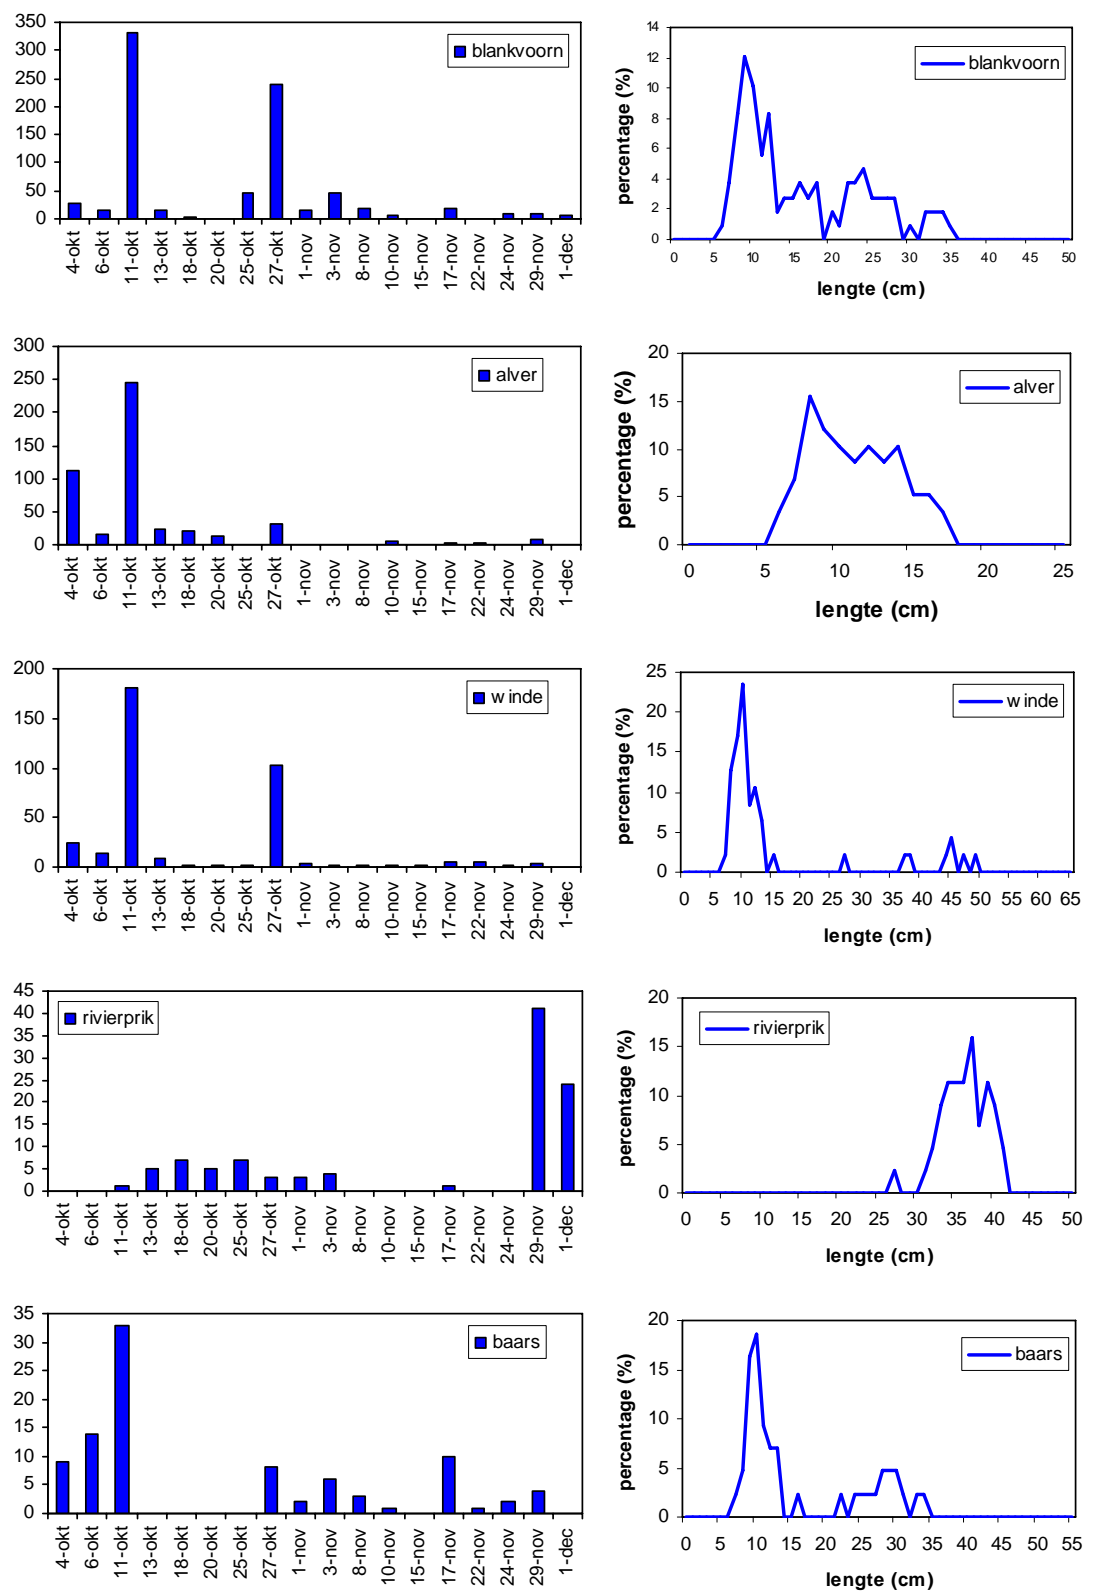 350
300
250
200
150
100
50
0
blankvoorn
4-okt 6-okt 11-okt 13-okt 18-okt 20-okt 25-okt 27-okt 1-nov 3-nov 8-nov 10-nov 15-nov 17-nov 22-nov 24-nov 29-nov 1-dec
percentage (%)
14
12
10
8
6
4
2
0
blankvoorn
0 5 10 15 20 25 30 35 40 45 50
lengte (cm)
300
250
200
150
100
50
0
alver
4-okt 6-okt 11-okt 13-okt 18-okt 20-okt 25-okt 27-okt 1-nov 3-nov 8-nov 10-nov 15-nov 17-nov 22-nov 24-nov 29-nov 1-dec
percentage (%)
20
15
10
5
0
alver
0 5 10 15 20 25
lengte (cm)
200
150
100
50
0
winde
4-okt 6-okt 11-okt 13-okt 18-okt 20-okt 25-okt 27-okt 1-nov 3-nov 8-nov 10-nov 15-nov 17-nov 22-nov 24-nov 29-nov 1-dec
percentage (%)
25
20
15
10
5
0
winde
0 5 10 15 20 25 30 35 40 45 50 55 60 65
lengte (cm)
45
40
35
30
25
20
15
10
5
0
rivierprik
4-okt 6-okt 11-okt 13-okt 18-okt 20-okt 25-okt 27-okt 1-nov 3-nov 8-nov 10-nov 15-nov 17-nov 22-nov 24-nov 29-nov 1-dec
percentage (%)
20
15
10
5
0
rivierprik
0 5 10 15 20 25 30 35 40 45 50
lengte (cm)
35
30
25
20
15
10
5
0
baars
4-okt 6-okt 11-okt 13-okt 18-okt 20-okt 25-okt 27-okt 1-nov 3-nov 8-nov 10-nov 15-nov 17-nov 22-nov 24-nov 29-nov 1-dec
percentage (%)
20
15
10
5
0
baars
0 5 10 15 20 25 30 35 40 45 50 55
lengte (cm)